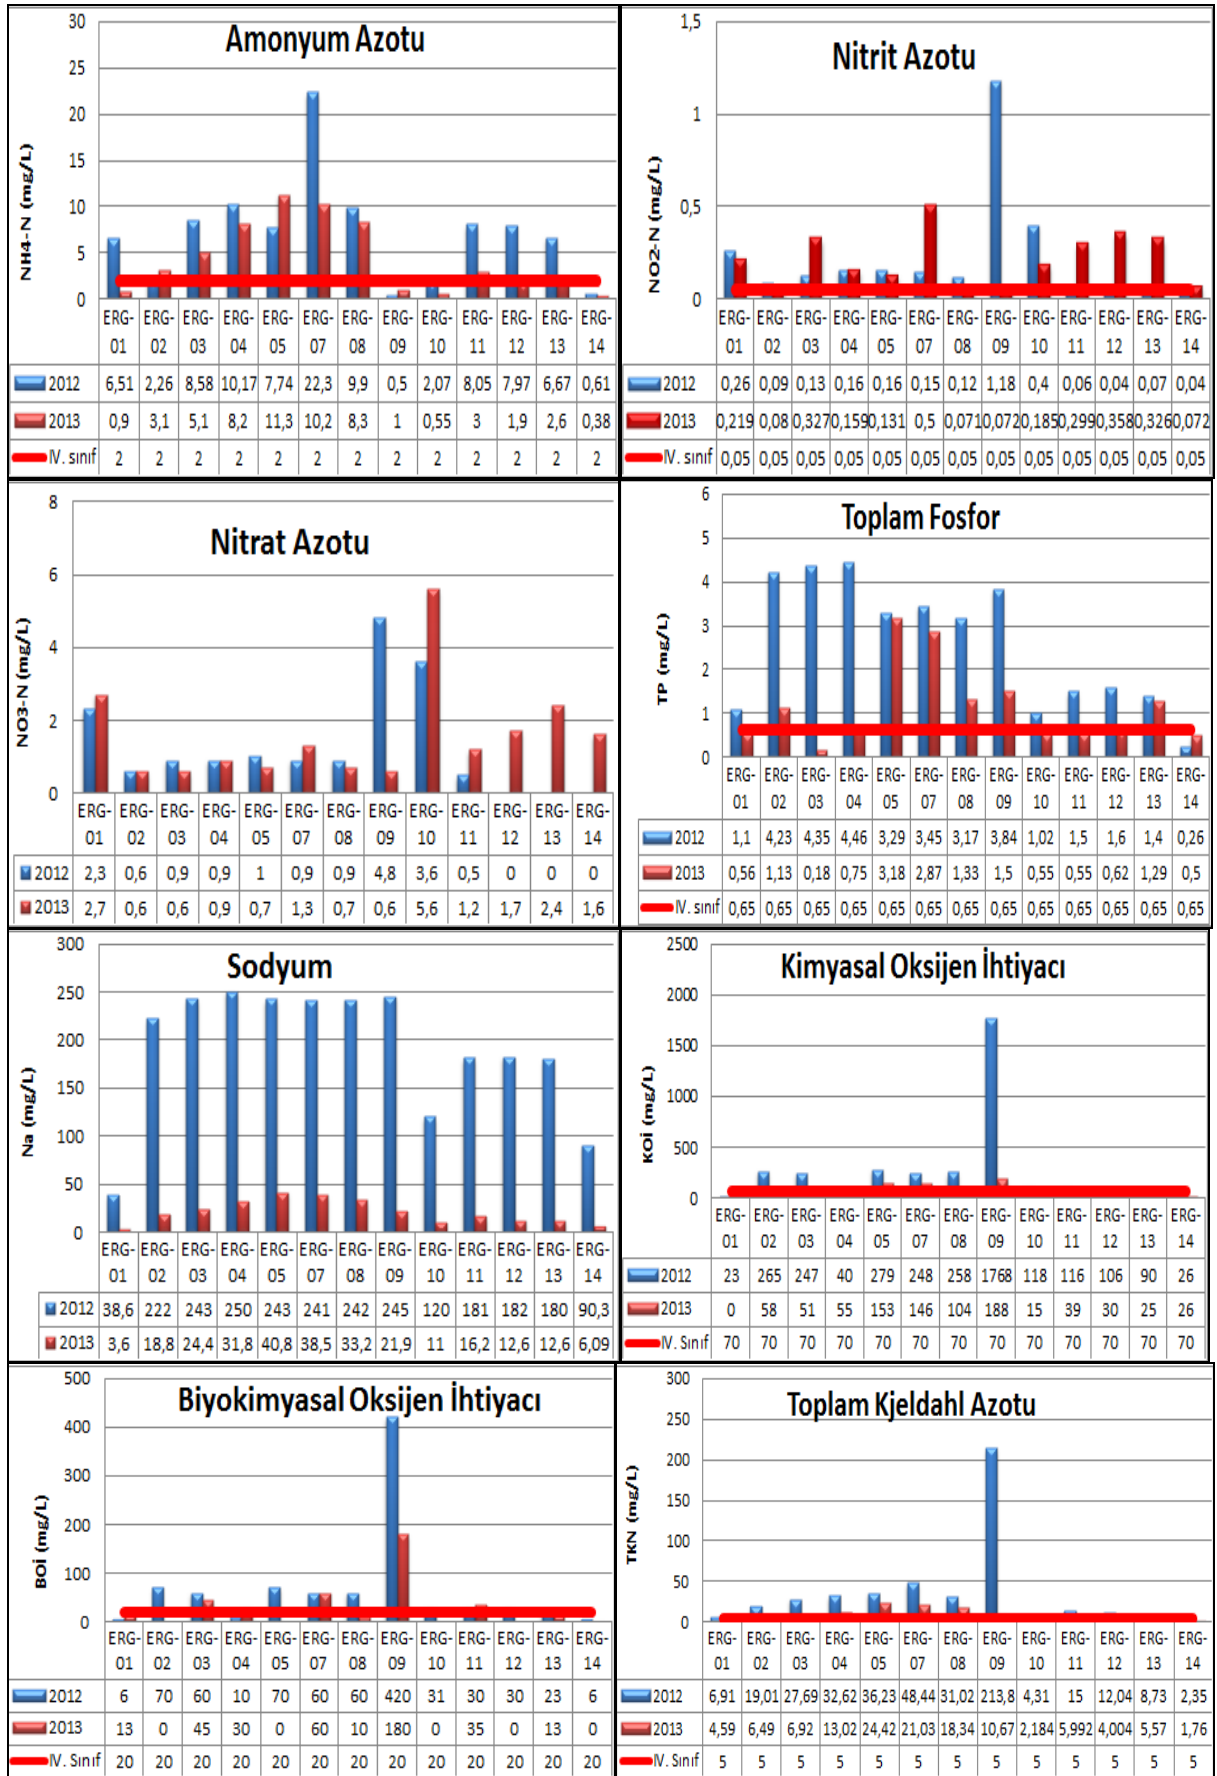 Amonyum Azotu
NH4-N (mg/L)
30
25
20
15
10
5
0
ERG-01 ERG-02 ERG-03 ERG-04 ERG-05 ERG-07 ERG-08 ERG-09 ERG-10 ERG-11 ERG-12 ERG-13 ERG-14
2012 6,51 2,26 8,58 10,17 7,74 22,3 9,9 0,5 2,07 8,05 7,97 6,67 0,61
2013 0,9 3,1 5,1 8,2 11,3 10,2 8,3 1 0,55 3 1,9 2,6 0,38
IV. sınıf 2 2 2 2 2 2 2 2 2 2 2 2 2
Nitrit Azotu
NO2-N (mg/L)
1,5
1
0,5
0
ERG-01 ERG-02 ERG-03 ERG-04 ERG-05 ERG-07 ERG-08 ERG-09 ERG-10 ERG-11 ERG-12 ERG-13 ERG-14
2012 0,26 0,09 0,13 0,16 0,16 0,15 0,12 1,18 0,4 0,06 0,04 0,07 0,04
2013 0,219 0,08 0,327 0,159 0,131 0,5 0,071 0,072 0,185 0,299 0,358 0,326 0,072
IV. sınıf 0,05 0,05 0,05 0,05 0,05 0,05 0,05 0,05 0,05 0,05 0,05 0,05 0,05
Nitrat Azotu
NO3-N (mg/L)
8
6
4
2
0
ERG-01 ERG-02 ERG-03 ERG-04 ERG-05 ERG-07 ERG-08 ERG-09 ERG-10 ERG-11 ERG-12 ERG-13 ERG-14
2012 2,3 0,6 0,9 0,9 1 0,9 0,9 4,8 3,6 0,5 0 0 0
2013 2,7 0,6 0,6 0,9 0,7 1,3 0,7 0,6 5,6 1,2 1,7 2,4 1,6
Toplam Fosfor
TP (mg/L)
6
5
4
3
2
1
0
ERG-01 ERG-02 ERG-03 ERG-04 ERG-05 ERG-07 ERG-08 ERG-09 ERG-10 ERG-11 ERG-12 ERG-13 ERG-14
2012 1,1 4,23 4,35 4,46 3,29 3,45 3,17 3,84 1,02 1,5 1,6 1,4 0,26
2013 0,56 1,13 0,18 0,75 3,18 2,87 1,33 1,5 0,55 0,55 0,62 1,29 0,5
IV. sınıf 0,65 0,65 0,65 0,65 0,65 0,65 0,65 0,65 0,65 0,65 0,65 0,65 0,65
Sodyum
Na (mg/L)
300
250
200
150
100
50
0
ERG-01 ERG-02 ERG-03 ERG-04 ERG-05 ERG-07 ERG-08 ERG-09 ERG-10 ERG-11 ERG-12 ERG-13 ERG-14
2012 38,6 222 243 250 243 241 242 245 120 181 182 180 90,3
2013 3,6 18,8 24,4 31,8 40,8 38,5 33,2 21,9 11 16,2 12,6 12,6 6,09
Kimyasal Oksijen İhtiyacı
KOİ (mg/L)
2500
2000
1500
1000
500
0
ERG-01 ERG-02 ERG-03 ERG-04 ERG-05 ERG-07 ERG-08 ERG-09 ERG-10 ERG-11 ERG-12 ERG-13 ERG-14
2012 23 265 247 40 279 248 258 1768 118 116 106 90 26
2013 0 58 51 55 153 146 104 188 15 39 30 25 26
IV. Sınıf 70 70 70 70 70 70 70 70 70 70 70 70 70
Biyokimyasal Oksijen İhtiyacı
BOİ (mg/L)
500
400
300
200
100
0
ERG-01 ERG-02 ERG-03 ERG-04 ERG-05 ERG-07 ERG-08 ERG-09 ERG-10 ERG-11 ERG-12 ERG-13 ERG-14
2012 6 70 60 10 70 60 60 420 31 30 30 23 6
2013 13 0 45 30 0 60 10 180 0 35 0 13 0
IV. Sınıf 20 20 20 20 20 20 20 20 20 20 20 20 20
Toplam Kjeldahl Azotu
TKN (mg/L)
300
250
200
150
100
50
0
ERG-01 ERG-02 ERG-03 ERG-04 ERG-05 ERG-07 ERG-08 ERG-09 ERG-10 ERG-11 ERG-12 ERG-13 ERG-14
2012 6,91 19,01 27,69 32,62 36,23 48,44 31,02 213,8 4,31 15 12,04 8,73 2,35
2013 4,59 6,49 6,92 13,02 24,42 21,03 18,34 10,67 2,184 5,992 4,004 5,57 1,76
IV. Sınıf 5 5 5 5 5 5 5 5 5 5 5 5 5